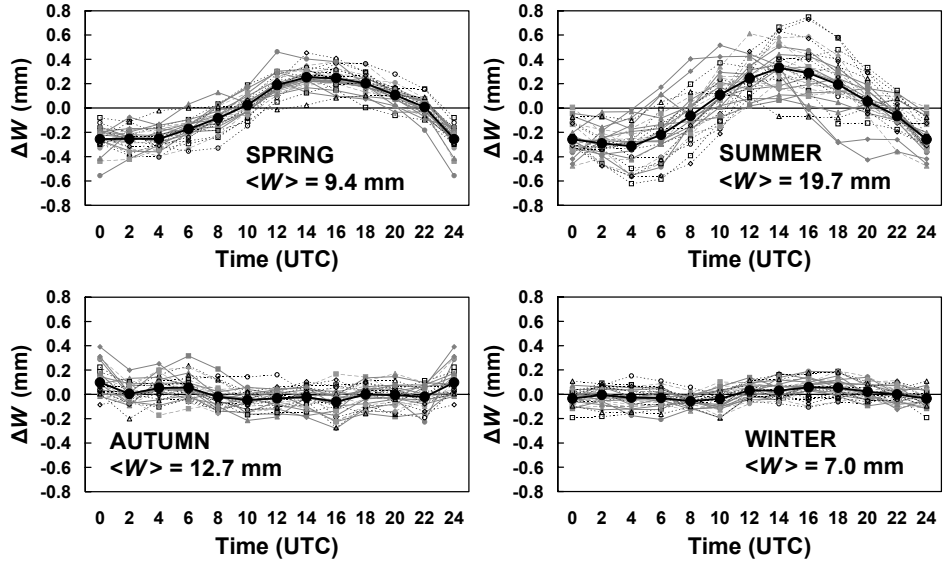 0.8
0.6
0.4
0.2
0.0
-0.2
-0.4
-0.6
-0.8
ΔW (mm)
SPRING
<W> = 9.4 mm
0 2 4 6 8 10 12 14 16 18 20 22 24
Time (UTC)
0.8
0.6
0.4
0.2
0.0
-0.2
-0.4
-0.6
-0.8
ΔW (mm)
SUMMER
<W> = 19.7 mm
0 2 4 6 8 10 12 14 16 18 20 22 24
Time (UTC)
0.8
0.6
0.4
0.2
0.0
-0.2
-0.4
-0.6
-0.8
ΔW (mm)
AUTUMN
<W> = 12.7 mm
0 2 4 6 8 10 12 14 16 18 20 22 24
Time (UTC)
0.8
0.6
0.4
0.2
0.0
-0.2
-0.4
-0.6
-0.8
ΔW (mm)
WINTER
<W> = 7.0 mm
0 2 4 6 8 10 12 14 16 18 20 22 24
Time (UTC)